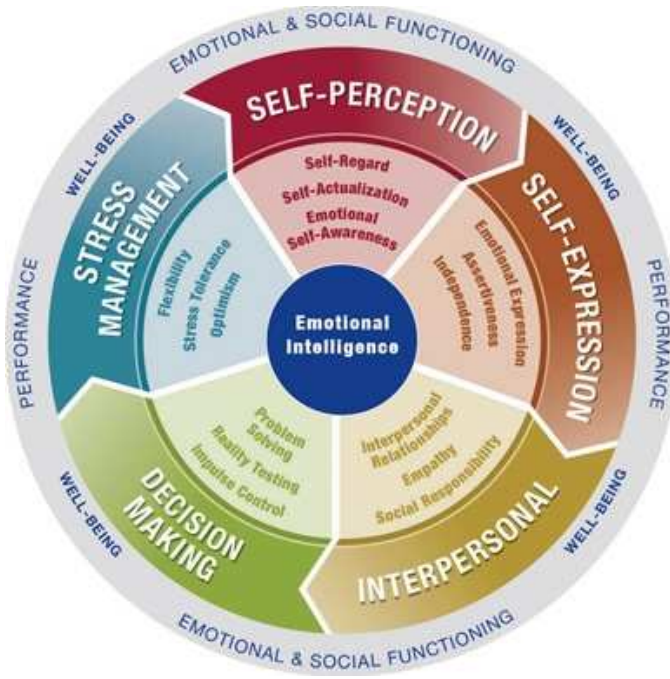 EMOTIONAL & SOCIAL FUNCTIONING
WELL-BEING
WELL-BEING
PERFORMANCE
PERFORMANCE
WELL-BEING
WELL-BEING
EMOTIONAL & SOCIAL FUNCTIONING
SELF-PERCEPTION
Self-Regard
Self-Actualization
Emotional
Self-Awareness
SELF-EXPRESSION
Emotional Expression
Assertiveness
Independence
INTERPERSONAL
Interpersonal
Relationships
Empathy
Social Responsibility
DECISION
MAKING
Problem
Solving
Reality Testing
Impulse Control
STRESS
MANAGEMENT
Flexibility
Stress Tolerance
Optimism
Emotional
Intelligence